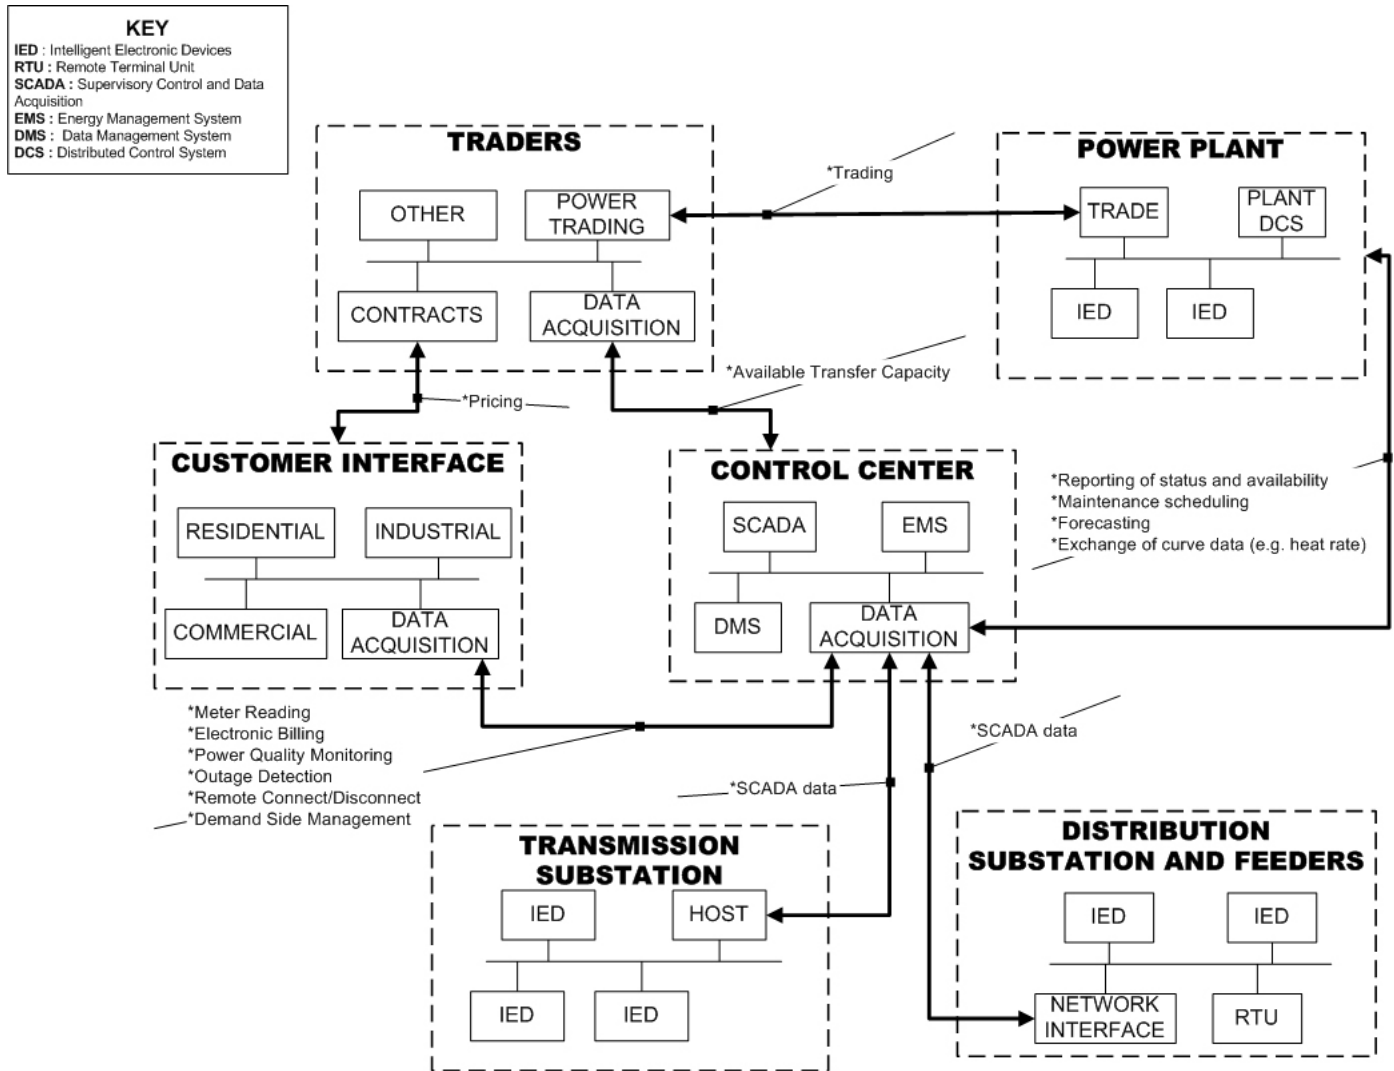 KEY
IED : Intelligent Electronic Devices
RTU : Remote Terminal Unit
SCADA : Supervisory Control and Data
Acquisition
EMS : Energy Management System
DMS : Data Management System
DCS : Distributed Control System
TRADERS
OTHER
POWER
TRADING
CONTRACTS
DATA
ACQUISITION
*Trading
POWER PLANT
TRADE
PLANT
DCS
IED
IED
*Pricing
*Available Transfer Capacity
CUSTOMER INTERFACE
RESIDENTIAL
INDUSTRIAL
COMMERCIAL
DATA
ACQUISITION
CONTROL CENTER
SCADA
EMS
DMS
DATA
ACQUISITION
*Reporting of status and availability
*Maintenance scheduling
*Forecasting
*Exchange of curve data (e.g. heat rate)
*Meter Reading
*Electronic Billing
*Power Quality Monitoring
*Outage Detection
*Remote Connect/Disconnect
*Demand Side Management
*SCADA data
*SCADA data
TRANSMISSION
SUBSTATION
IED
HOST
IED
IED
DISTRIBUTION
SUBSTATION AND FEEDERS
IED
IED
NETWORK
INTERFACE
RTU